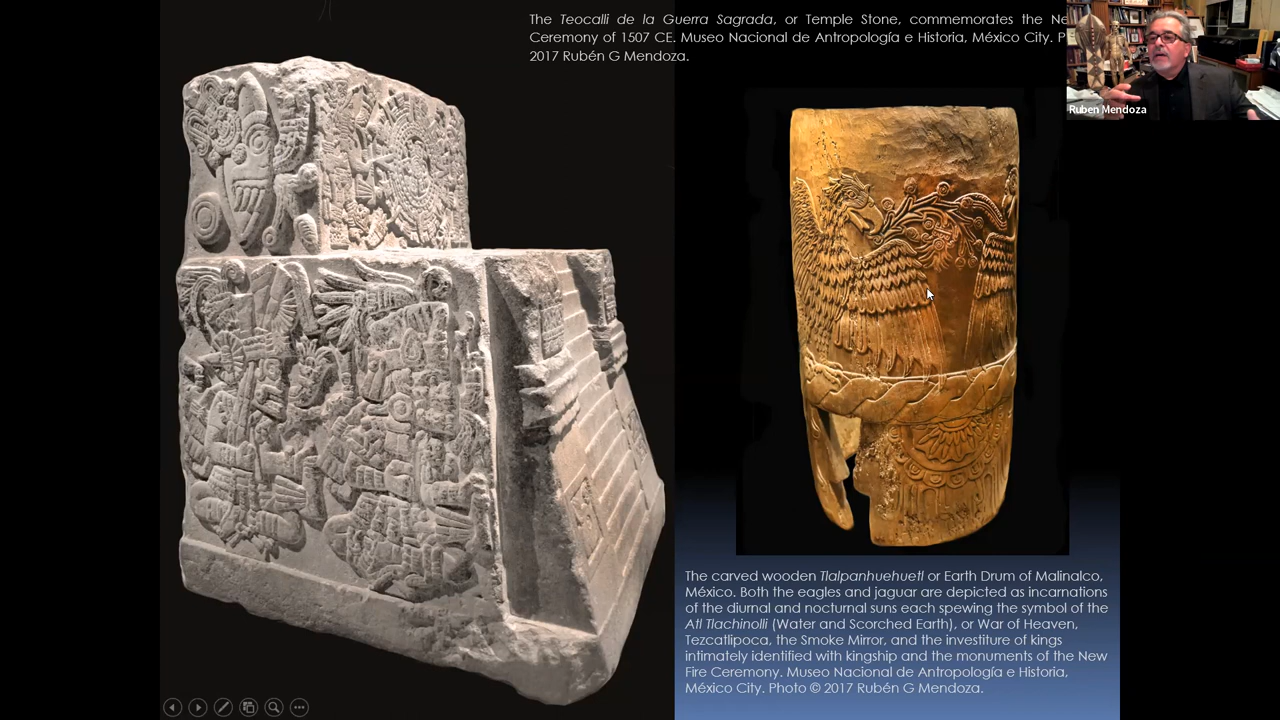 The Teocalli de la Guerra Sagrada, or Temple Stone, commemorates the
Ceremony of 1507 CE. Museo Nacional de Antropología e Historia, México City.
2017 Rubén G Mendoza.
Ruben Mendoza
The carved wooden Tlalpanhuehuetl or Earth Drum of Malinalco,
México. Both the eagles and jaguar are depicted as incarnations
of the diurnal and nocturnal suns each spewing the symbol of the
Atl Tlachinolli (Water and Scorched Earth), or War of Heaven,
Tezcatlipoca, the Smoke Mirror, and the investiture of kings
intimately identified with kingship and the monuments of the New
Fire Ceremony. Museo Nacional de Antropología e Historia,
México City. Photo © 2017 Rubén G Mendoza.